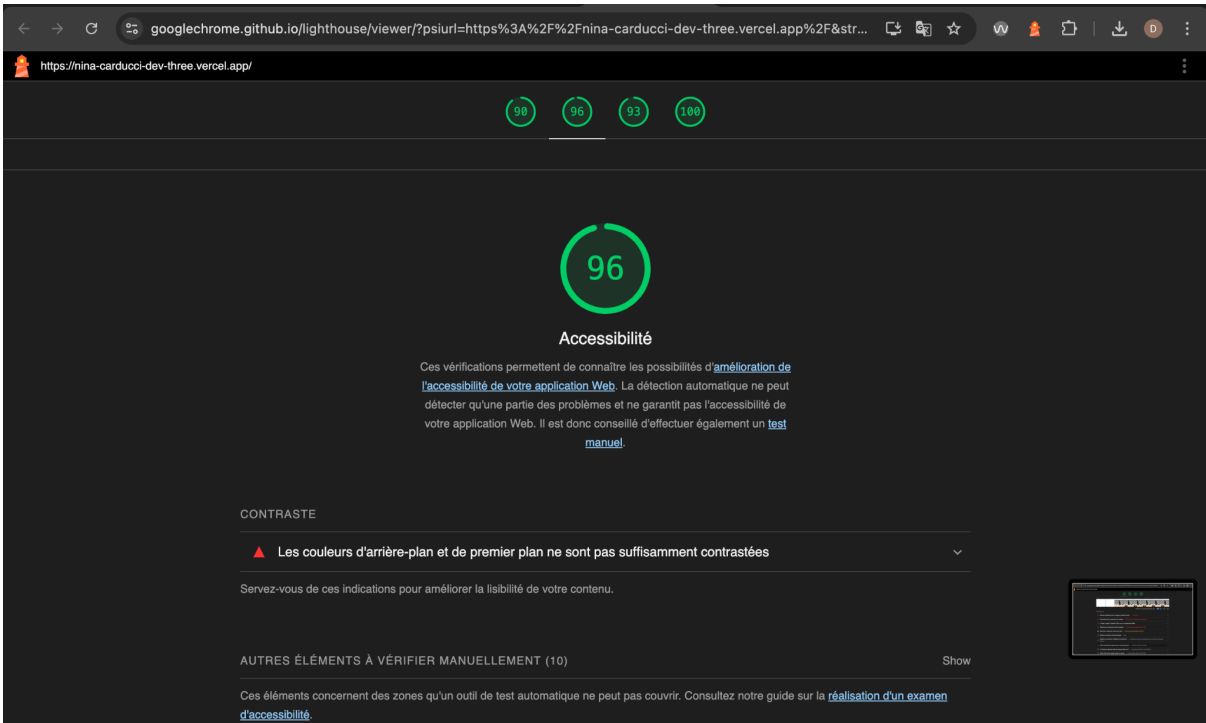 googlechrome.github.io/lighthouse/viewer/?psiurl=https%3A%2F%2Fnina-carducci-dev-three.vercel.app%2F&str...
D
https://nina-carducci-dev-three.vercel.app/
90 96 93 100
96
Accessibilité
Ces vérifications permettent de connaître les possibilités d'amélioration de
l'accessibilité de votre application Web. La détection automatique ne peut
détecter qu'une partie des problèmes et ne garantit pas l'accessibilité de
votre application Web. Il est donc conseillé d'effectuer également un test
manuel.
CONTRASTE
Les couleurs d'arrière-plan et de premier plan ne sont pas suffisamment contrastées
Servez-vous de ces indications pour améliorer la lisibilité de votre contenu.
AUTRES ÉLÉMENTS À VÉRIFIER MANUELLEMENT (10) Show
Ces éléments concernent des zones qu'un outil de test automatique ne peut pas couvrir. Consultez notre guide sur la réalisation d'un examen
d'accessibilité.